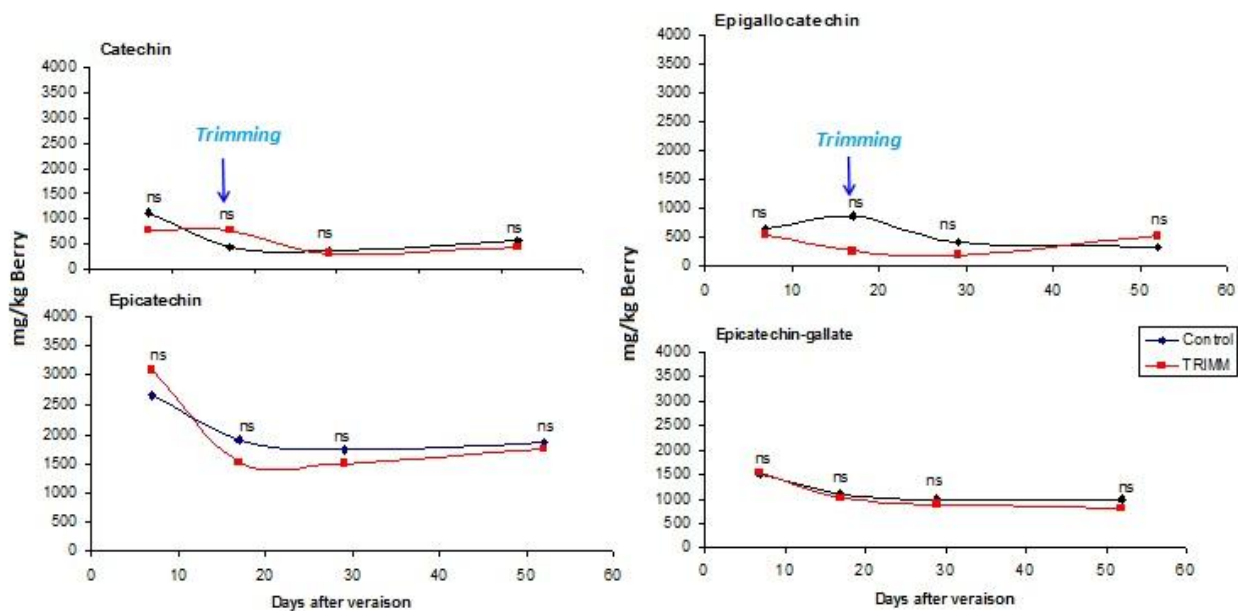 Catechin
4000
3500
3000
2500
2000
1500
1000
500
0
Trimming
ns
ns
ns
ns
mg/kg Berry
Epicatechin
4000
3500
3000
2500
2000
1500
1000
500
0
ns
ns
ns
ns
0 10 20 30 40 50 60
Days after veraison
Epigallocatechin
4000
3500
3000
2500
2000
1500
1000
500
0
Trimming
ns
ns
ns
ns
0 10 20 30 40 50 60
mg/kg Berry
Epicatechin-gallate
Control
TRIMM
4000
3500
3000
2500
2000
1500
1000
500
0
ns
ns
ns
ns
0 10 20 30 40 50 60
Days after veraison